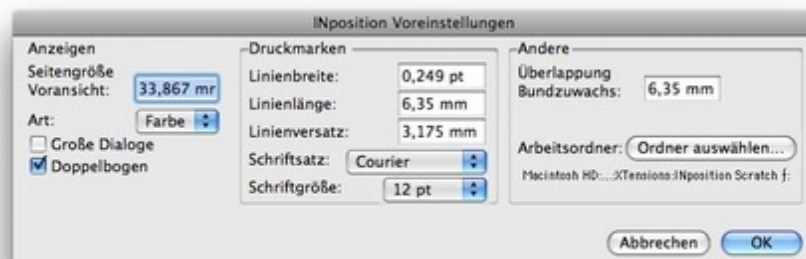 INposition Voreinstellungen
Anzeigen
Seitengröße
Voransicht: 33,867 mr
Art: Farbe
Große Dialoge
Doppelbogen
Druckmarken
Linienbreite: 0,249 pt
Linienlänge: 6,35 mm
Linienversatz: 3,175 mm
Schriftsatz: Courier
Schriftgröße: 12 pt
Andere
Überlappung
Bundzuwachs: 6,35 mm
Arbeitsordner: Ordner auswählen...
Macintosh HD:...:XTensions:INposition Scratch ƒ:
Abbrechen OK